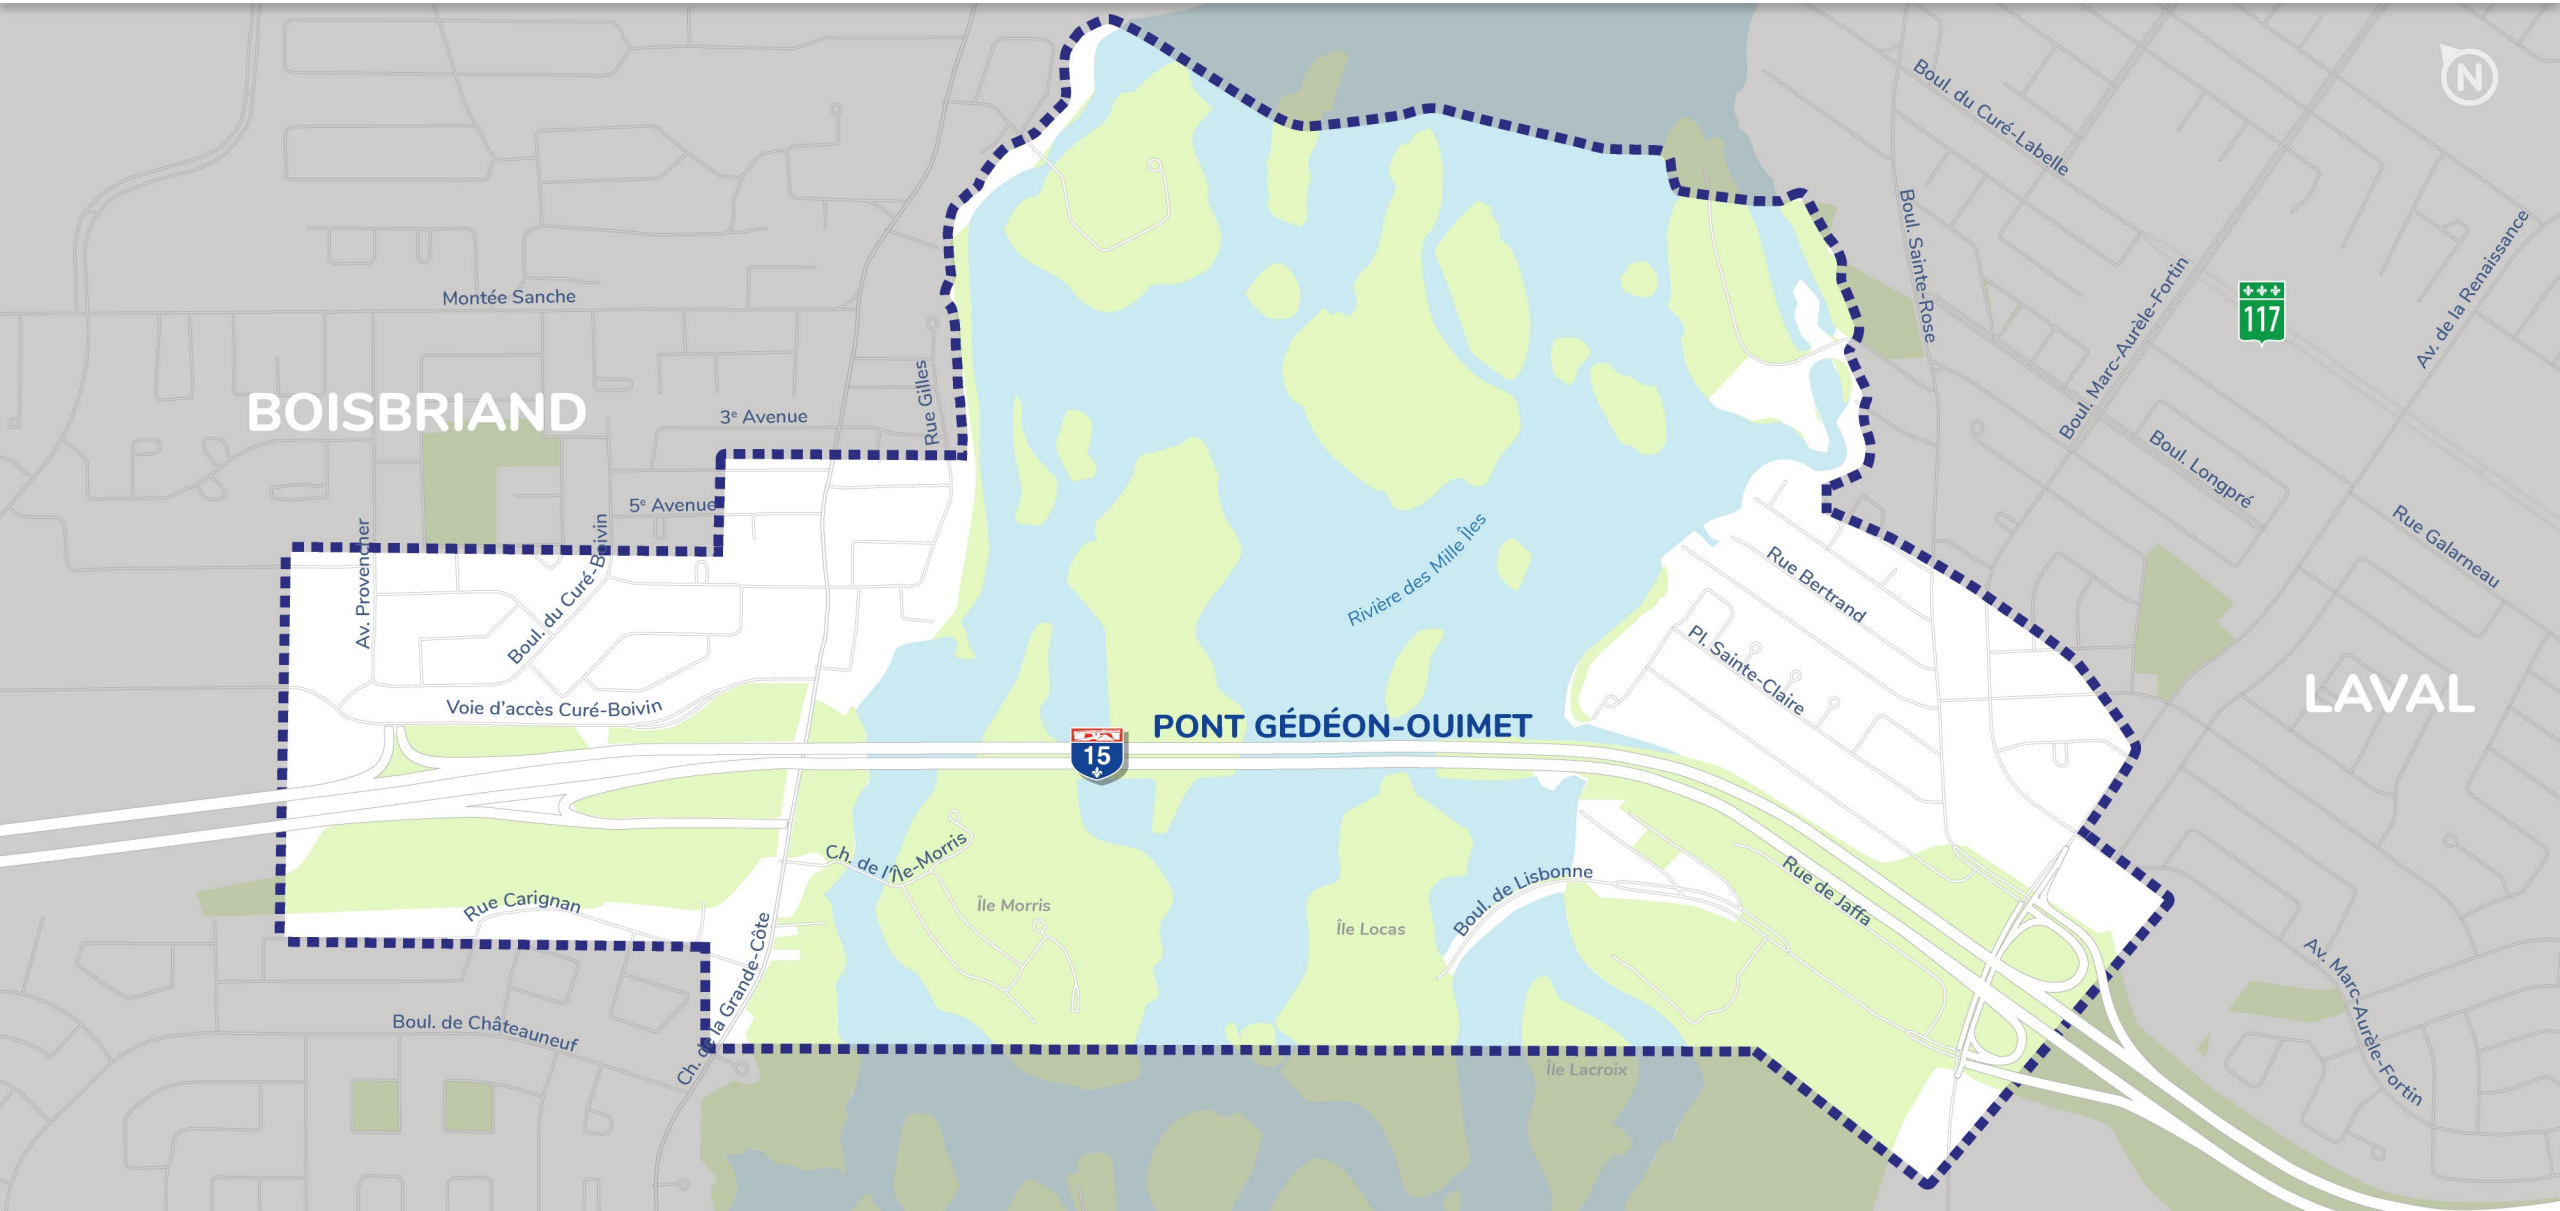 N
Boul. du Curé-Labelle
Boul. Sainte-Rose
Av. de la Renaissance
Boul. Marc-Aurèle-Fortin
117
Montée Sanche
BOISBRIAND
3e Avenue
Rue Gilles
5e Avenue
Boul. Longpré
Rue Galarneau
Av. Provencher
Boul. du Curé-Boivin
Rivière des Mille Îles
Rue Bertrand
Pl. Sainte-Claire
LAVAL
Voie d'accès Curé-Boivin
PONT GÉDÉON-OUIMET
15
Ch. de l'Île-Morris
Rue Carignan
Île Morris
Île Locas
Boul. de Lisbonne
Rue de Jaffa
Ch. de la Grande-Côte
Boul. de Châteauneuf
Av. Marc-Aurèle-Fortin
Île Lacroix